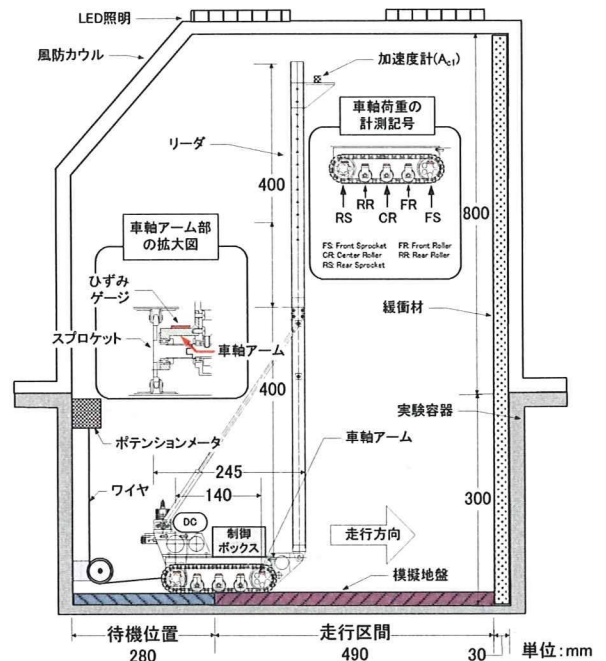 LED照明
風防カウル
加速度計(Ac1)
リーダ
車軸荷重の
計測記号
RR
FR
RS
CR
FS
FS: Front Sprocket
FR: Front Roller
CR: Center Roller
RR: Rear Roller
RS: Rear Sprocket
400
800
車軸アーム部
の拡大図
ひずみ
ゲージ
スプロケット
車軸アーム
緩衝材
400
実験容器
ポテンションメータ
車軸アーム
245
ワイヤ
140
300
DC
制御
ボックス
走行方向
模擬地盤
待機位置
走行区間
280
490
30
単位:mm